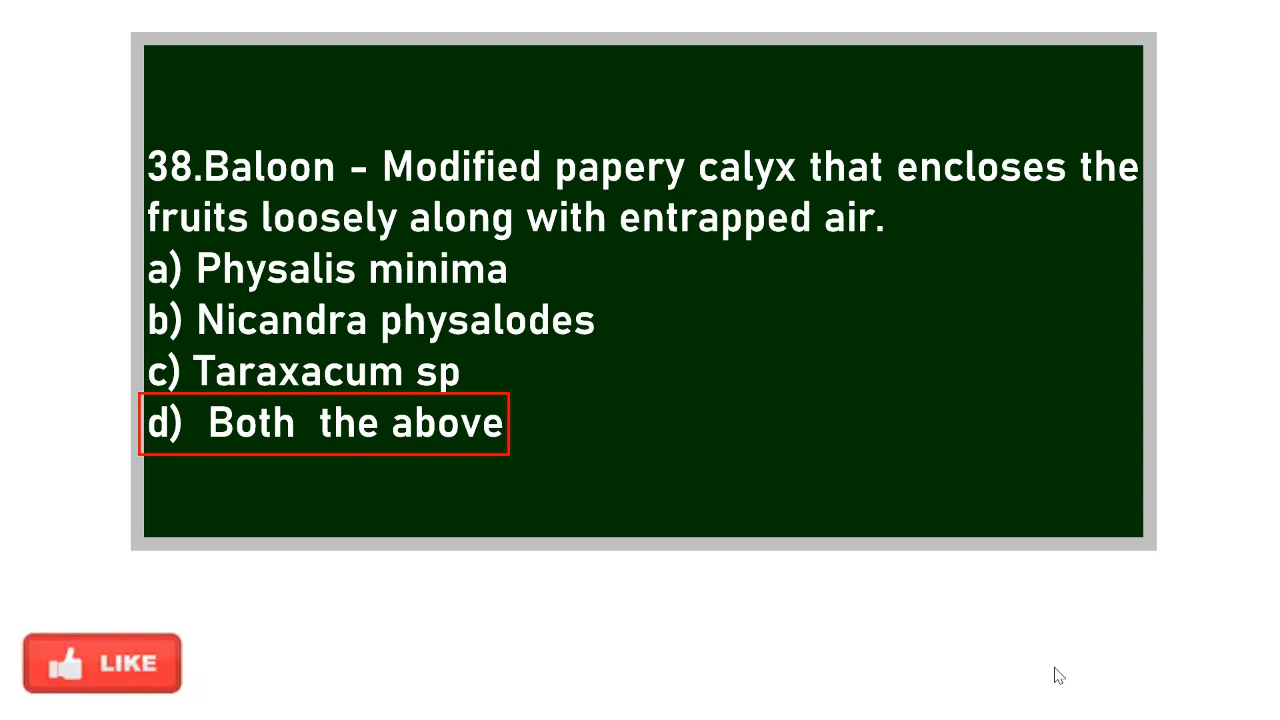 38.Baloon - Modified papery calyx that encloses the
fruits loosely along with entrapped air.
a) Physalis minima
b) Nicandra physalodes
c) Taraxacum sp
d) Both the above
LIKE